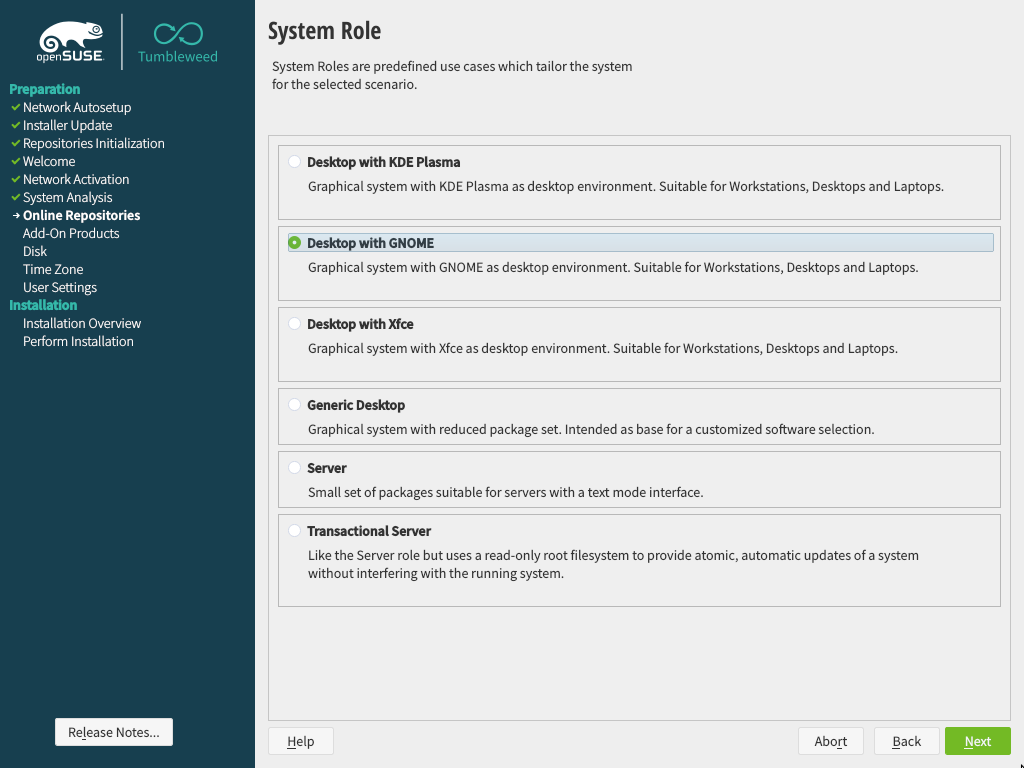 openSUSE
Tumbleweed
Preparation
Network Autosetup
Installer Update
Repositories Initialization
Welcome
Network Activation
System Analysis
Online Repositories
Add-On Products
Disk
Time Zone
User Settings
Installation
Installation Overview
Perform Installation
Release Notes...
System Role
System Roles are predefined use cases which tailor the system
for the selected scenario.
Desktop with KDE Plasma
Graphical system with KDE Plasma as desktop environment. Suitable for Workstations, Desktops and Laptops.
Desktop with GNOME
Graphical system with GNOME as desktop environment. Suitable for Workstations, Desktops and Laptops.
Desktop with Xfce
Graphical system with Xfce as desktop environment. Suitable for Workstations, Desktops and Laptops.
Generic Desktop
Graphical system with reduced package set. Intended as base for a customized software selection.
Server
Small set of packages suitable for servers with a text mode interface.
Transactional Server
Like the Server role but uses a read-only root filesystem to provide atomic, automatic updates of a system
without interfering with the running system.
Help
Abort
Back
Next